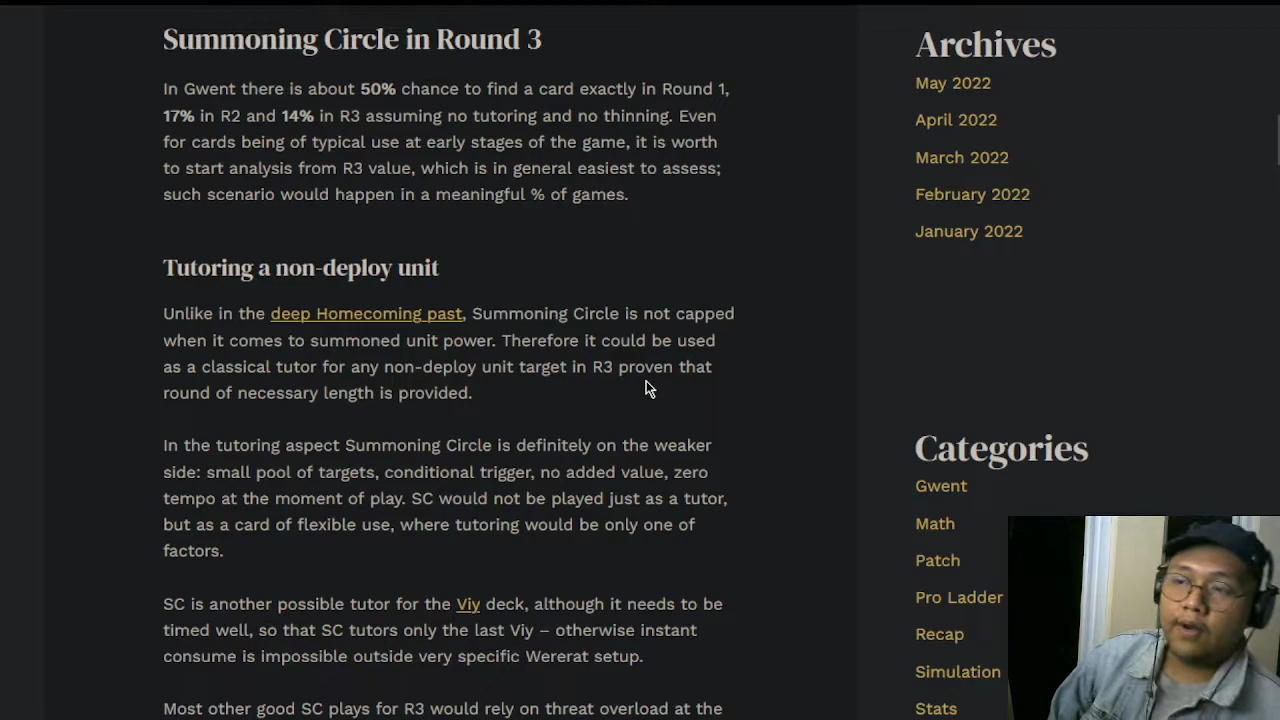 Summoning Circle in Round 3
In Gwent there is about 50% chance to find a card exactly in Round 1,
17% in R2 and 14% in R3 assuming no tutoring and no thinning. Even
for cards being of typical use at early stages of the game, it is worth
to start analysis from R3 value, which is in general easiest to assess;
such scenario would happen in a meaningful % of games.
Tutoring a non-deploy unit
Unlike in the deep Homecoming past, Summoning Circle is not capped
when it comes to summoned unit power. Therefore it could be used
as a classical tutor for any non-deploy unit target in R3 proven that
round of necessary length is provided.
In the tutoring aspect Summoning Circle is definitely on the weaker
side: small pool of targets, conditional trigger, no added value, zero
tempo at the moment of play. SC would not be played just as a tutor,
but as a card of flexible use, where tutoring would be only one of
factors.
SC is another possible tutor for the Viy deck, although it needs to be
timed well, so that SC tutors only the last Viy – otherwise instant
consume is impossible outside very specific Wererat setup.
Most other good SC plays for R3 would rely on threat overload at the
Archives
May 2022
April 2022
March 2022
February 2022
January 2022
Categories
Gwent
Math
Patch
Pro Ladder
Recap
Simulation
Stats